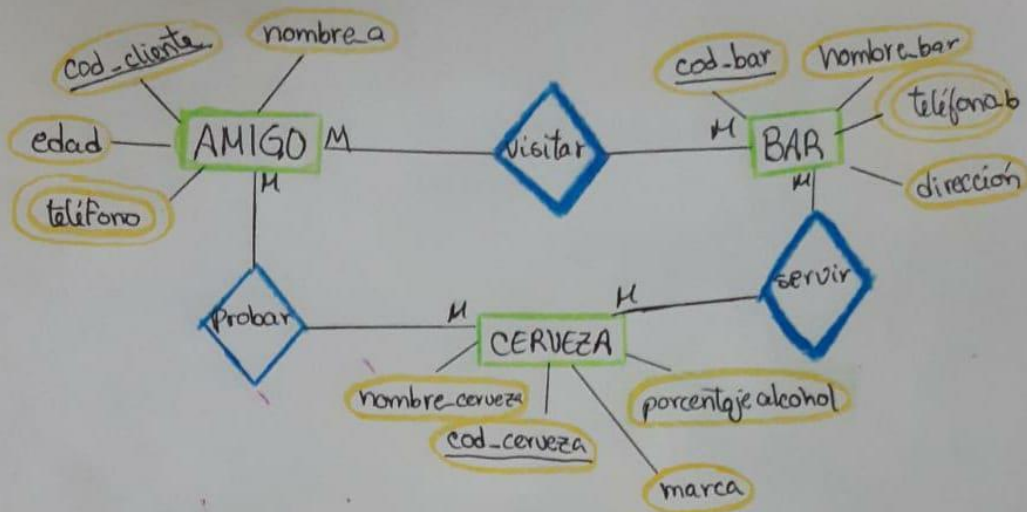 cod_cliente
nombre_a
edad
AMIGO
M
M
teléfono
visitar
cod-bar
nombre_bar
teléfona b
M
BAR
M
dirección
probar
M
M
servir
CERVEZA
nombre_cerveza
cod_cerveza
porcentaje alcohol
marca